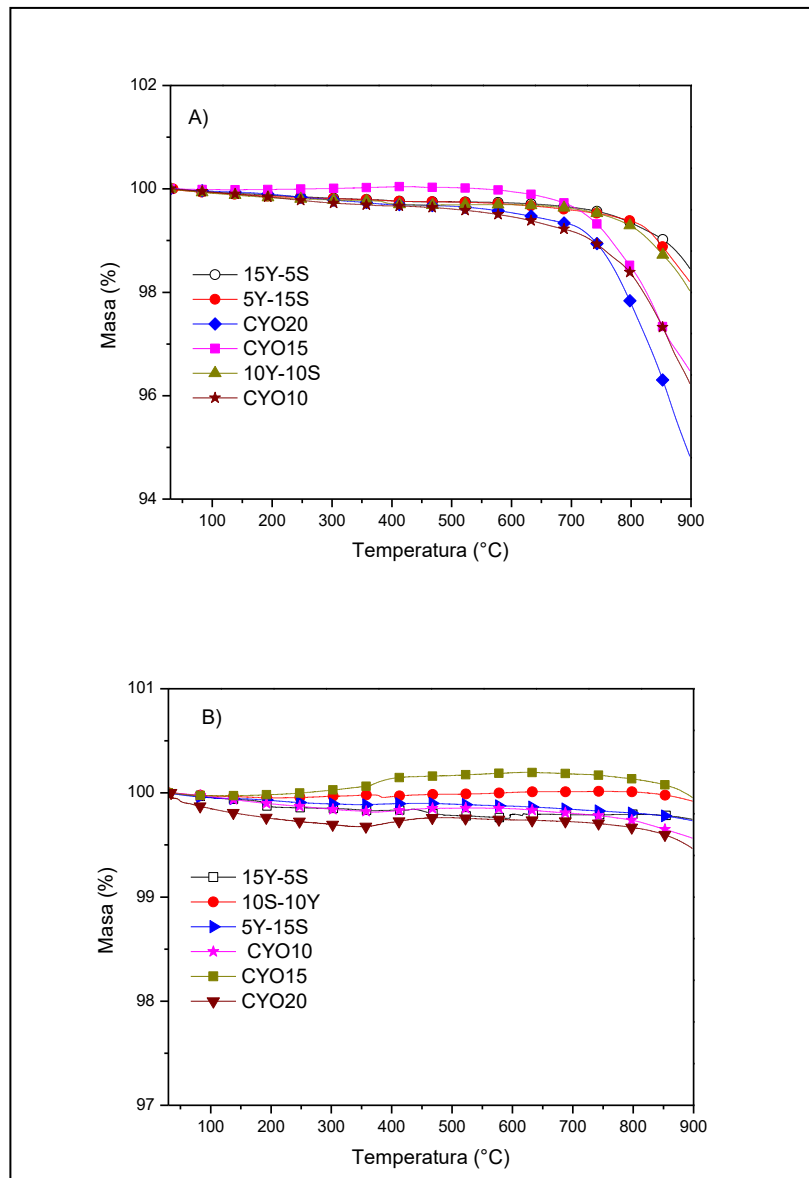 A)
102
100
98
96
94
Masa (%)
15Y-5S
5Y-15S
CYO20
CYO15
10Y-10S
CYO10
100 200 300 400 500 600 700 800 900
Temperatura (°C)
B)
101
100
99
98
97
Masa (%)
15Y-5S
10S-10Y
5Y-15S
CYO10
CYO15
CYO20
100 200 300 400 500 600 700 800 900
Temperatura (°C)